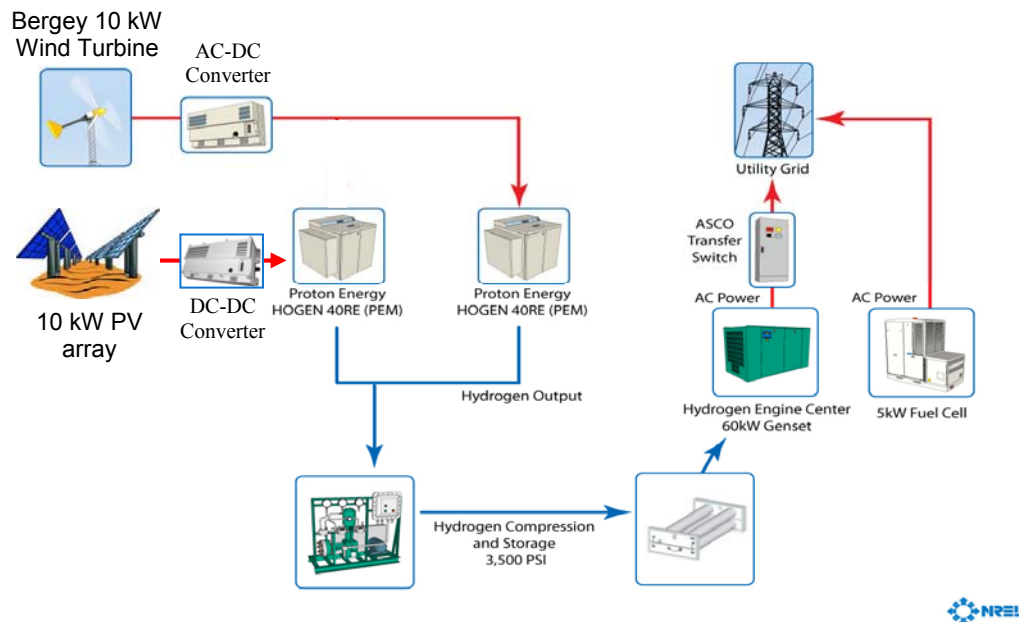 Bergey 10 kW
Wind Turbine
AC-DC
Converter
Utility Grid
ASCO
Transfer
Switch
10 kW PV
array
DC-DC
Converter
Proton Energy
HOGEN 40RE (PEM)
Proton Energy
HOGEN 40RE (PEM)
AC Power
AC Power
Hydrogen Output
Hydrogen Engine Center
60kW Genset
5kW Fuel Cell
Hydrogen Compression
and Storage
3,500 PSI
NREL